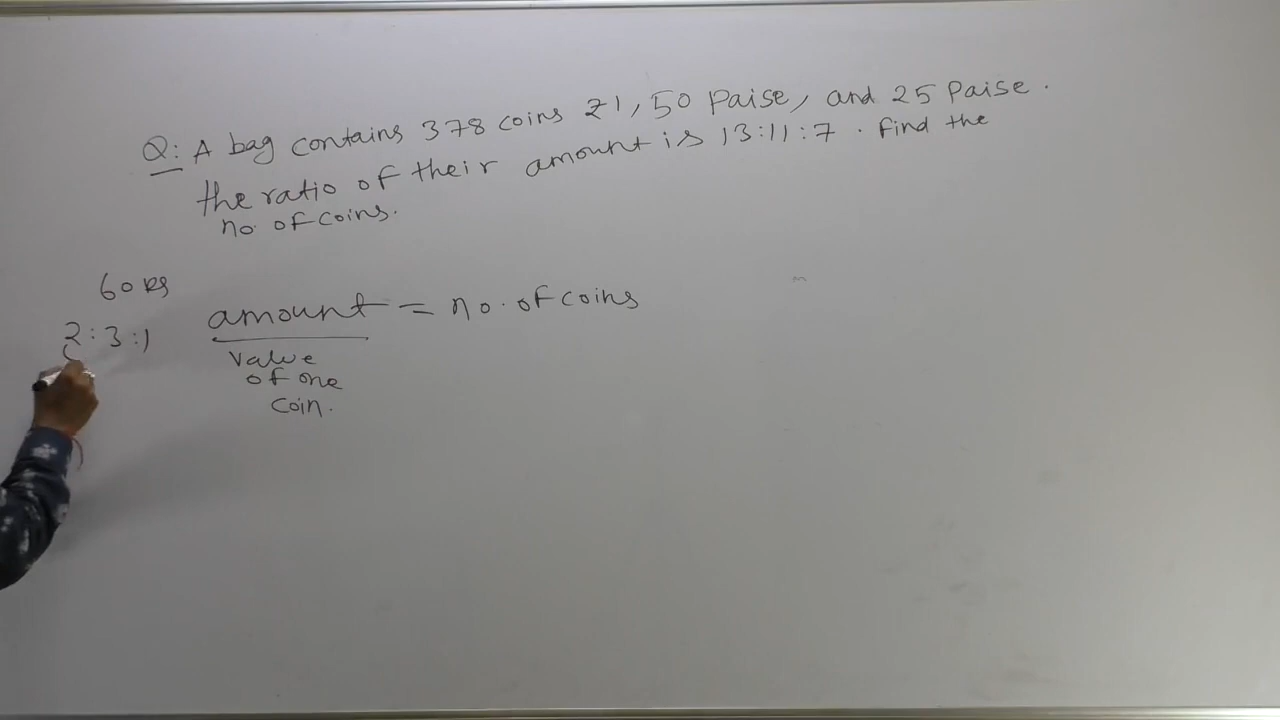 Q: A bag contains 378 coins ₹1, 50 Paise, and 25 Paise.
the ratio of their amount is 13:11:7. Find the
no. of coins.
60 Rs
2:3:1
amount = no. of coins
value
of one
coin.